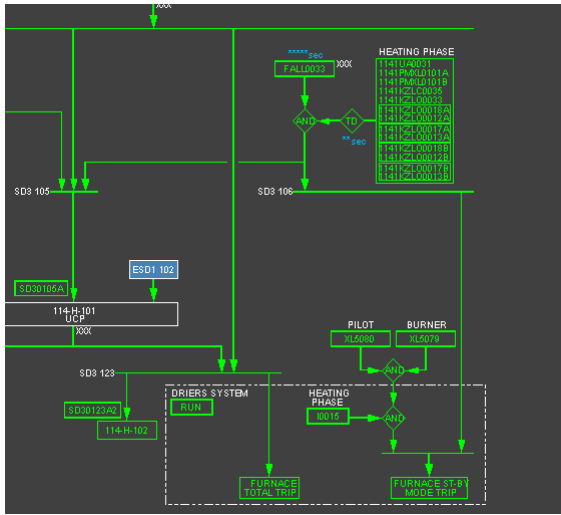 XXX
*****sec
FALL0033
XXX
HEATING PHASE
1141UA0031
1141PMXL0101A
1141PMXL0101B
1141KZLC0035
1141KZLO0033
1141KZLO0018A
1141KZLO0012A
1141KZLO0017A
1141KZLO0013A
1141KZLO0018B
1141KZLO0012B
1141KZLO0017B
1141KZLO0013B
AND
TD
**sec
SD3 105
SD3 106
ESD1 102
SD30105A
114-H-101
UCP
XXX
PILOT
BURNER
XL5080
XL5079
AND
SD3 123
DRIERS SYSTEM
RUN
HEATING
PHASE
I0015
AND
SD30123A2
114-H-102
FURNACE
TOTAL TRIP
FURNACE ST-BY
MODE TRIP